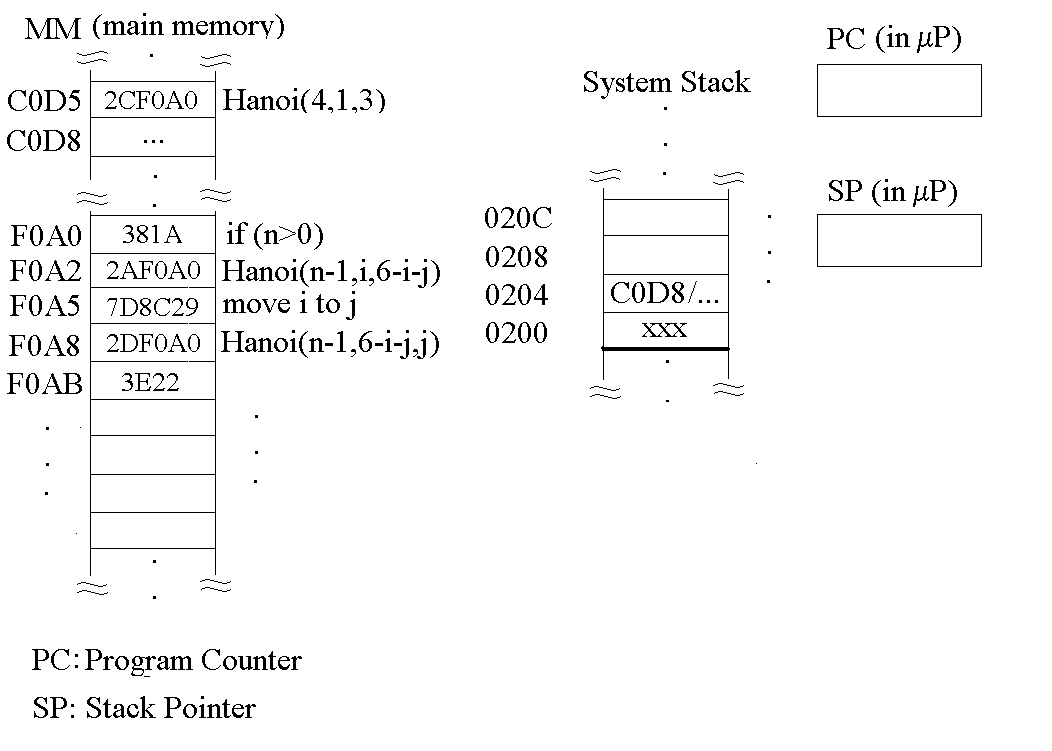 MM (main memory)
C0D5 2CF0A0 Hanoi(4,1,3)
C0D8 ...
F0A0 381A if (n>0)
F0A2 2AF0A0 Hanoi(n-1,i,6-i-j)
F0A5 7D8C29 move i to j
F0A8 2DF0A0 Hanoi(n-1,6-i-j,j)
F0AB 3E22
System Stack
020C
0208
0204 C0D8/...
0200 xxx
PC (in μP)
SP (in μP)
PC: Program Counter
SP: Stack Pointer